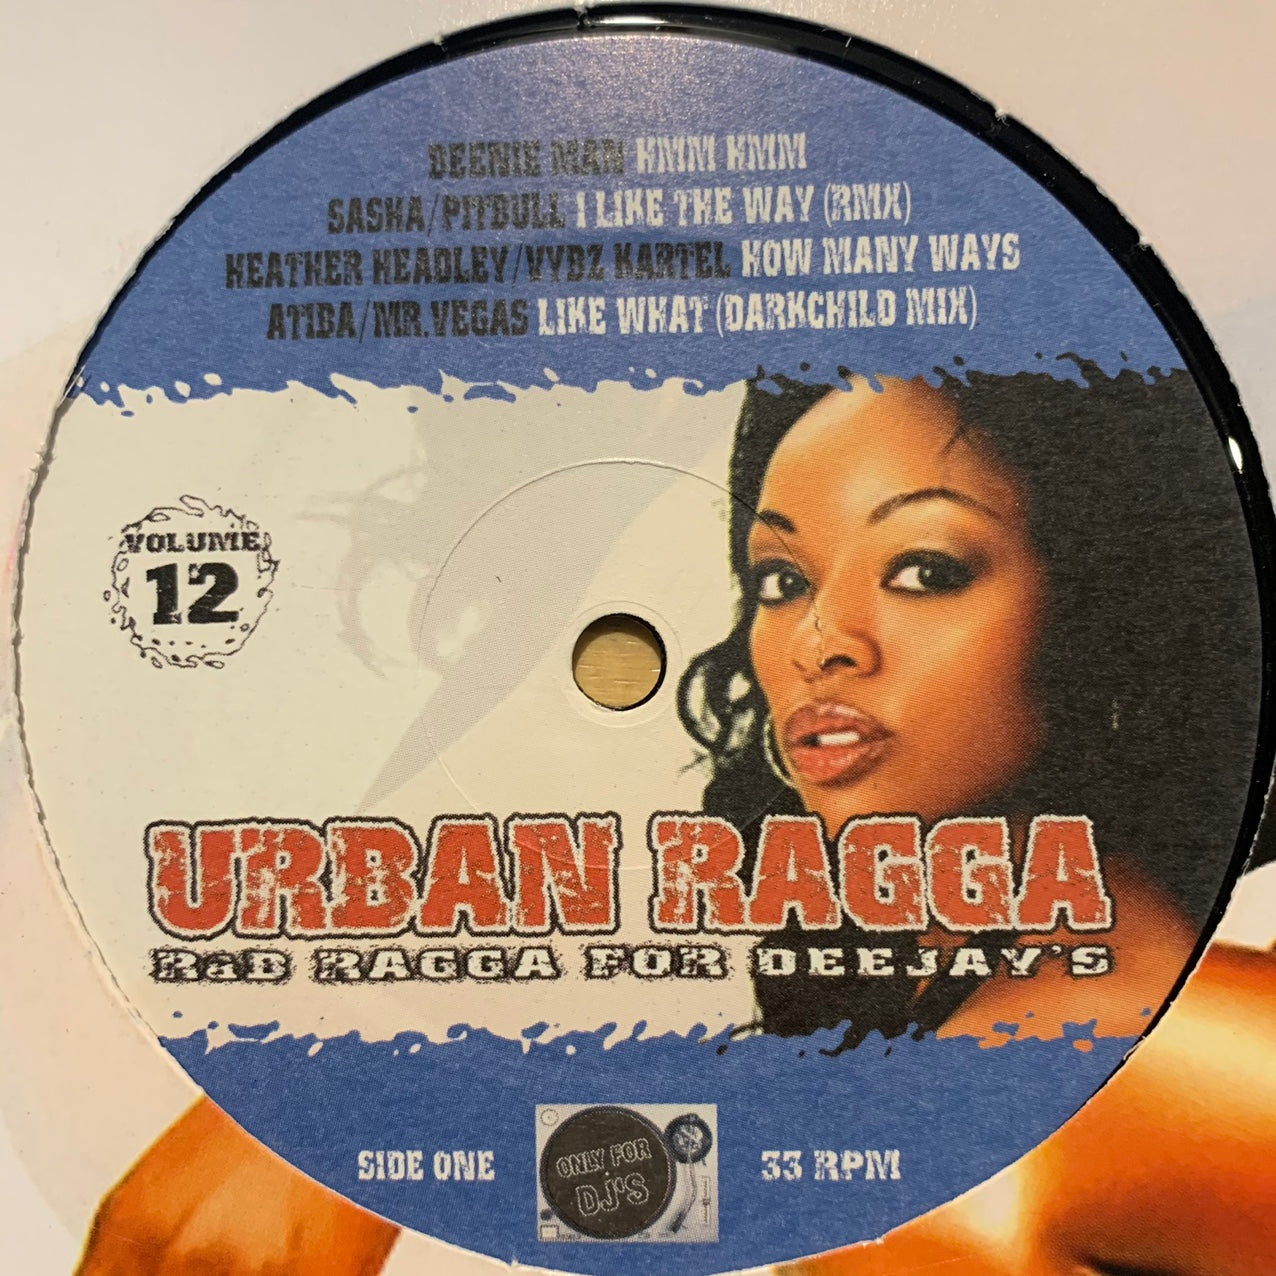 BEENIE MAN HMM HMM
SASHA/PITBULL I LIKE THE WAY (RMX)
HEATHER HEADLEY/VYBZ KARTEL HOW MANY WAYS
ATIBA/MR.VEGAS LIKE WHAT (DARKCHILD MIX)
VOLUME
12
URBAN RAGGA
R&B RAGGA FOR DEEJAY'S
SIDE ONE
ONLY FOR
DJ'S
33 RPM